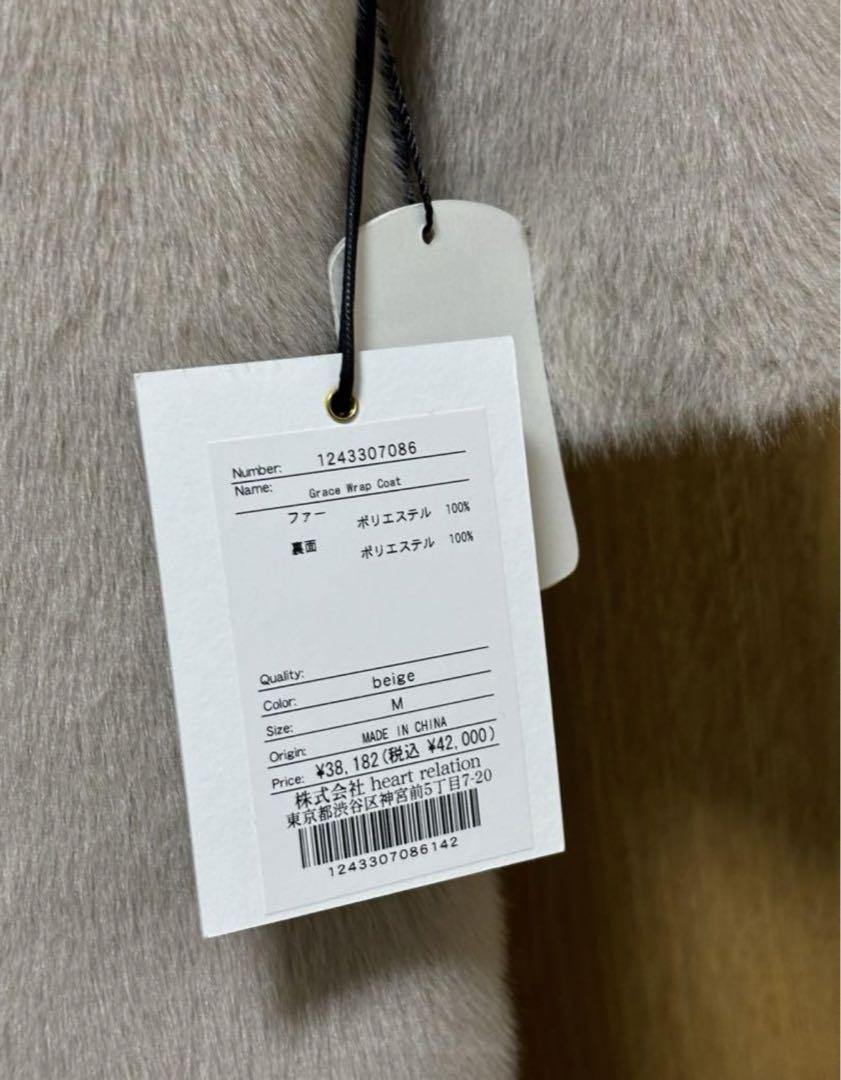 Number: 1243307086
Name: Grace Wrap Coat
ファー ポリエステル 100%
裏面 ポリエステル 100%
Quality:
Color: beige
Size: M
Origin: MADE IN CHINA
Price: ¥38,182(税込 ¥42,000)
株式会社 heart relation
東京都渋谷区神宮前5丁目7-20
1243307086142